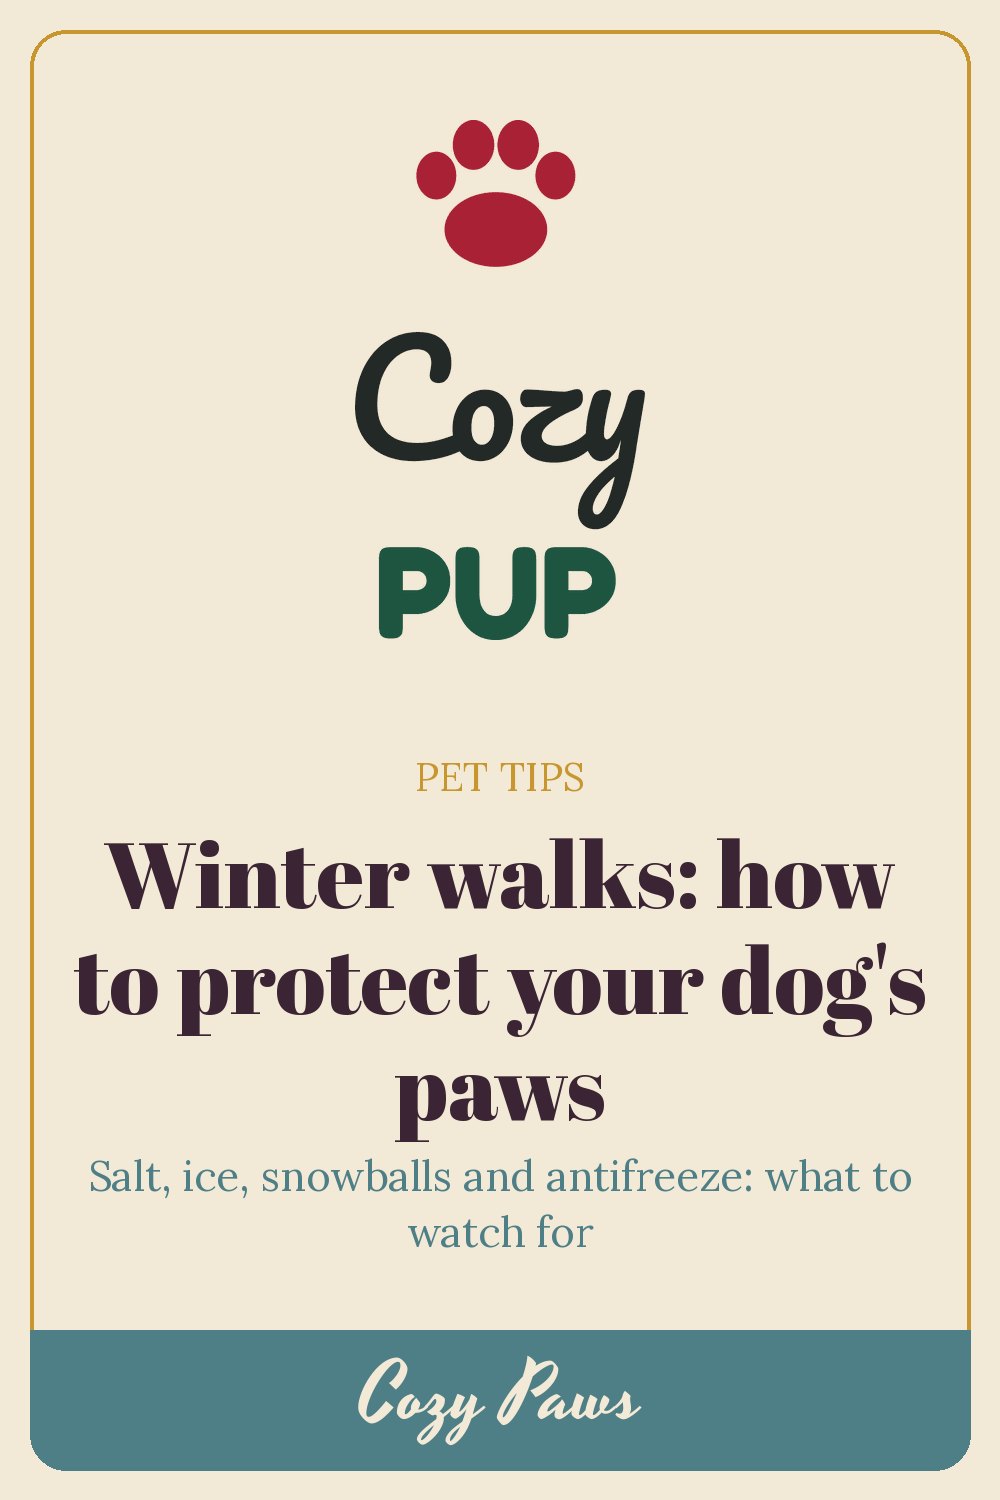 Cozy
PUP
PET TIPS
Winter walks: how
to protect your dog's
paws
Salt, ice, snowballs and antifreeze: what to
watch for
Cozy Paws